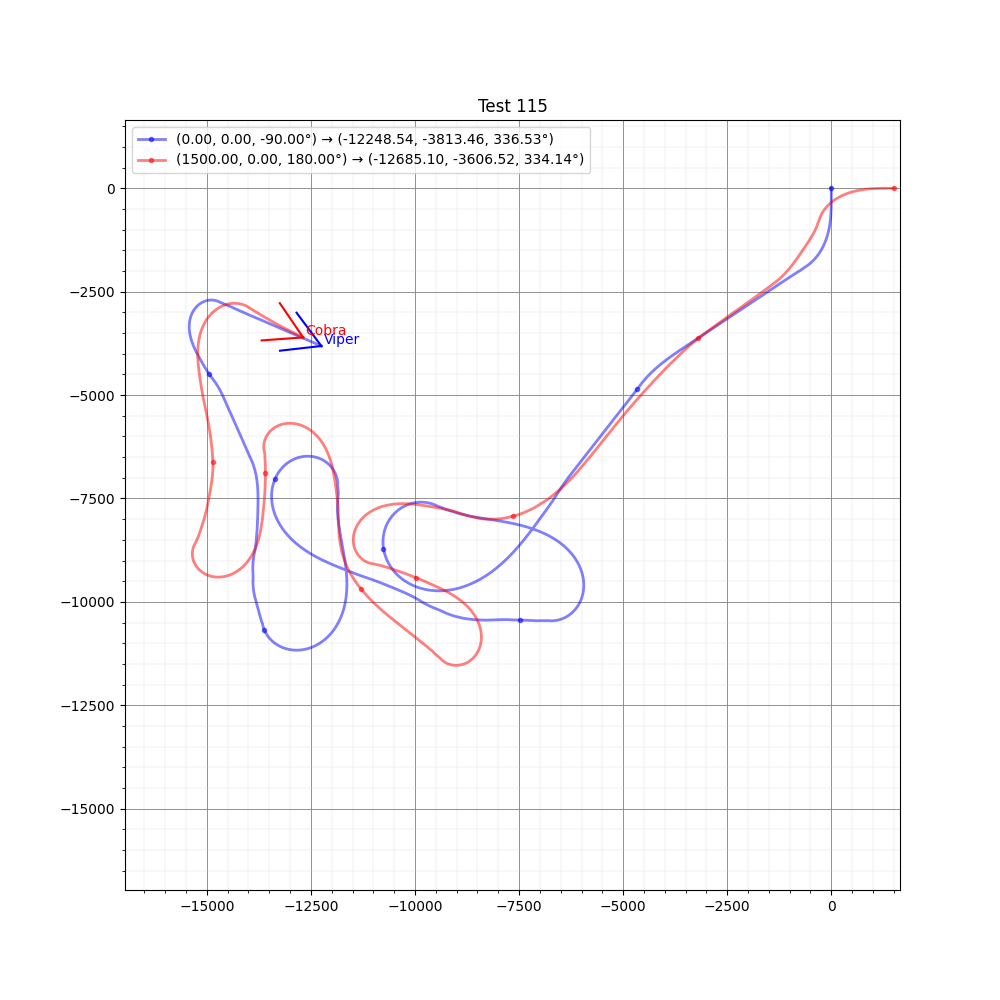 Test 115
(0.00, 0.00, -90.00°) → (-12248.54, -3813.46, 336.53°)
(1500.00, 0.00, 180.00°) → (-12685.10, -3606.52, 334.14°)
0
−2500
Cobra
Viper
−5000
−7500
−10000
−12500
−15000
−15000 −12500 −10000 −7500 −5000 −2500 0